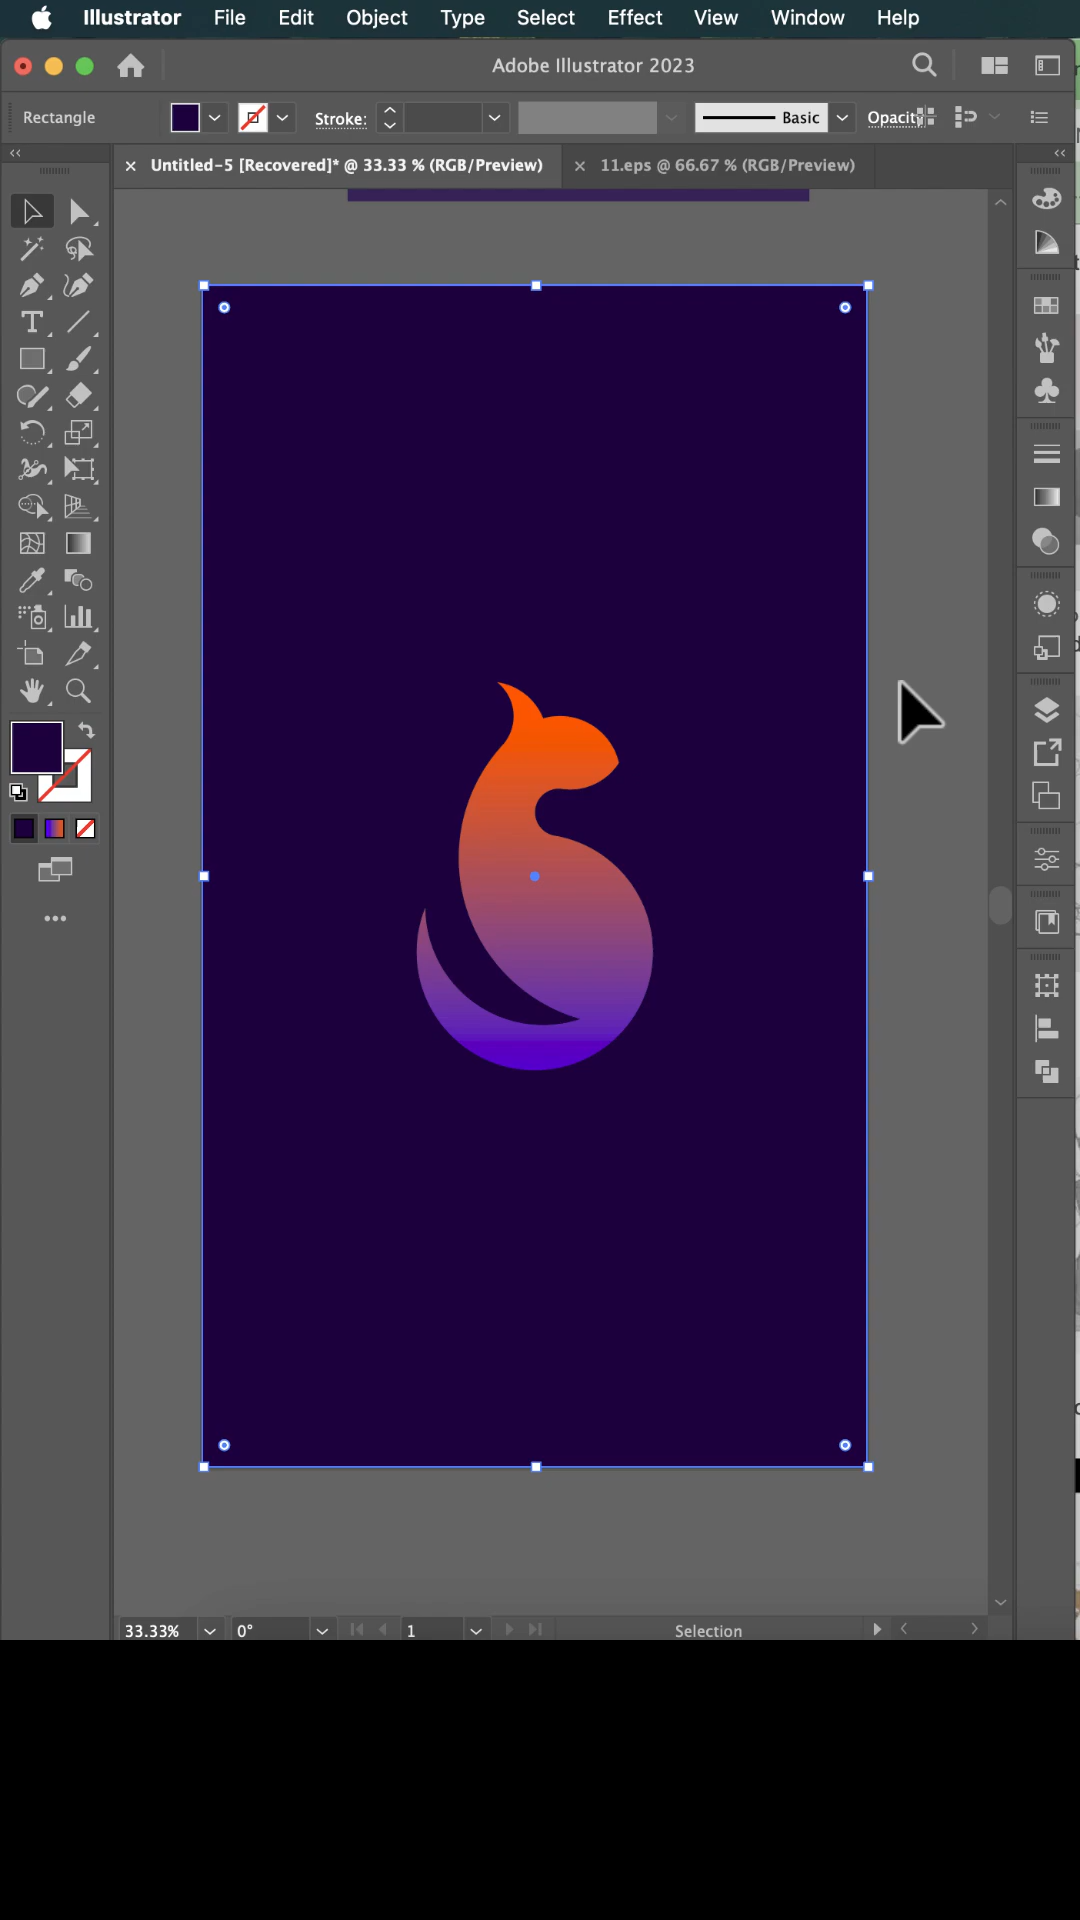 Illustrator File Edit Object Type Select Effect View Window Help
Adobe Illustrator 2023
Rectangle Stroke: Basic Opacity
× Untitled-5 [Recovered]* @ 33.33 % (RGB/Preview) × 11.eps @ 66.67 % (RGB/Preview)
33.33% 0° 1 Selection